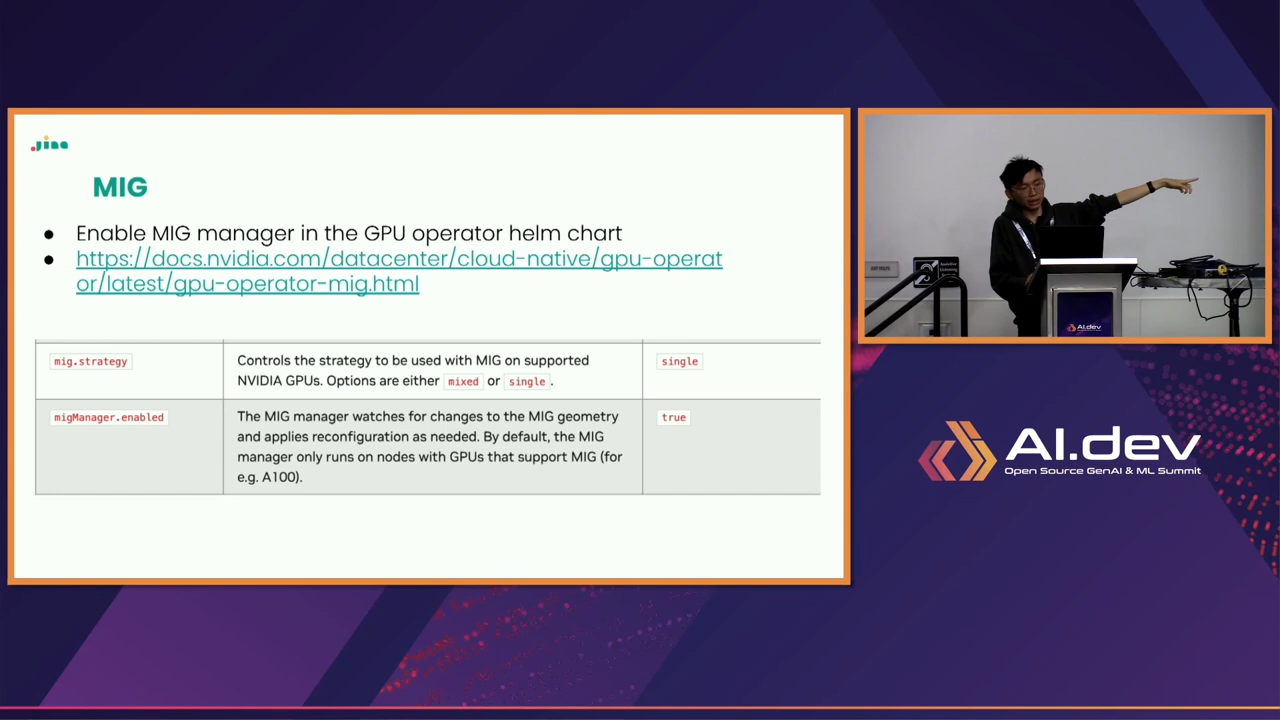 Jina
MIG
● Enable MIG manager in the GPU operator helm chart
● https://docs.nvidia.com/datacenter/cloud-native/gpu-operat
or/latest/gpu-operator-mig.html
mig.strategy
Controls the strategy to be used with MIG on supported
NVIDIA GPUs. Options are either mixed or single.
single
migManager.enabled
The MIG manager watches for changes to the MIG geometry
and applies reconfiguration as needed. By default, the MIG
manager only runs on nodes with GPUs that support MIG (for
e.g. A100).
true
Assistive
Listening
AI.dev
AI.dev
Open Source GenAI & ML Summit